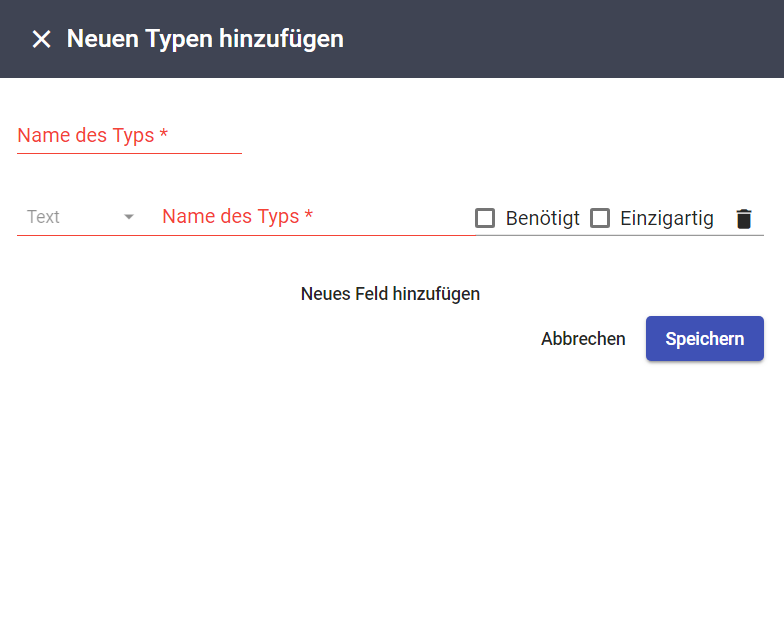 Neuen Typen hinzufügen
Name des Typs *
Text Name des Typs * Benötigt Einzigartig
Neues Feld hinzufügen
Abbrechen Speichern